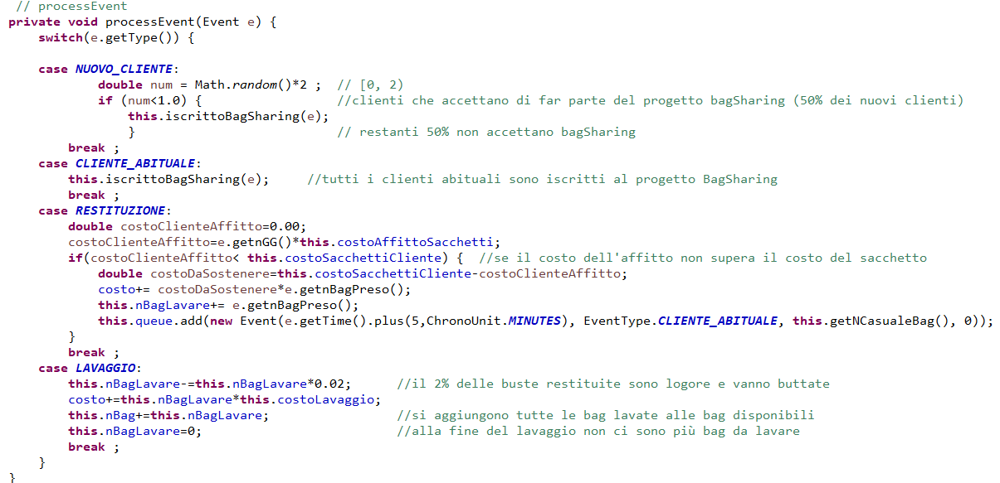 // processEvent
private void processEvent(Event e) {
    switch(e.getType()) {

    case NUOVO_CLIENTE:
            double num = Math.random()*2 ;  // [0, 2)
            if (num<1.0) {                  //clienti che accettano di far parte del progetto bagSharing (50% dei nuovi clienti)
                this.iscrittoBagSharing(e);
                }                           // restanti 50% non accettano bagSharing
        break ;
    case CLIENTE_ABITUALE:
        this.iscrittoBagSharing(e);     //tutti i clienti abituali sono iscritti al progetto BagSharing
        break ;
    case RESTITUZIONE:
        double costoClienteAffitto=0.00;
        costoClienteAffitto=e.getnGG()*this.costoAffittoSacchetti;
        if(costoClienteAffitto< this.costoSacchettiCliente) {  //se il costo dell'affitto non supera il costo del sacchetto
            double costoDaSostenere=this.costoSacchettiCliente-costoClienteAffitto;
            costo+= costoDaSostenere*e.getnBagPreso();
            this.nBagLavare+= e.getnBagPreso();
            this.queue.add(new Event(e.getTime().plus(5,ChronoUnit.MINUTES), EventType.CLIENTE_ABITUALE, this.getNCasualeBag(), 0));
        }
        break ;
    case LAVAGGIO:
        this.nBagLavare-=this.nBagLavare*0.02;      //il 2% delle buste restituite sono logore e vanno buttate
        costo+=this.nBagLavare*this.costoLavaggio;
        this.nBag+=this.nBagLavare;                 //si aggiungono tutte le bag lavate alle bag disponibili
        this.nBagLavare=0;                          //alla fine del lavaggio non ci sono più bag da lavare
        break ;
    }
}